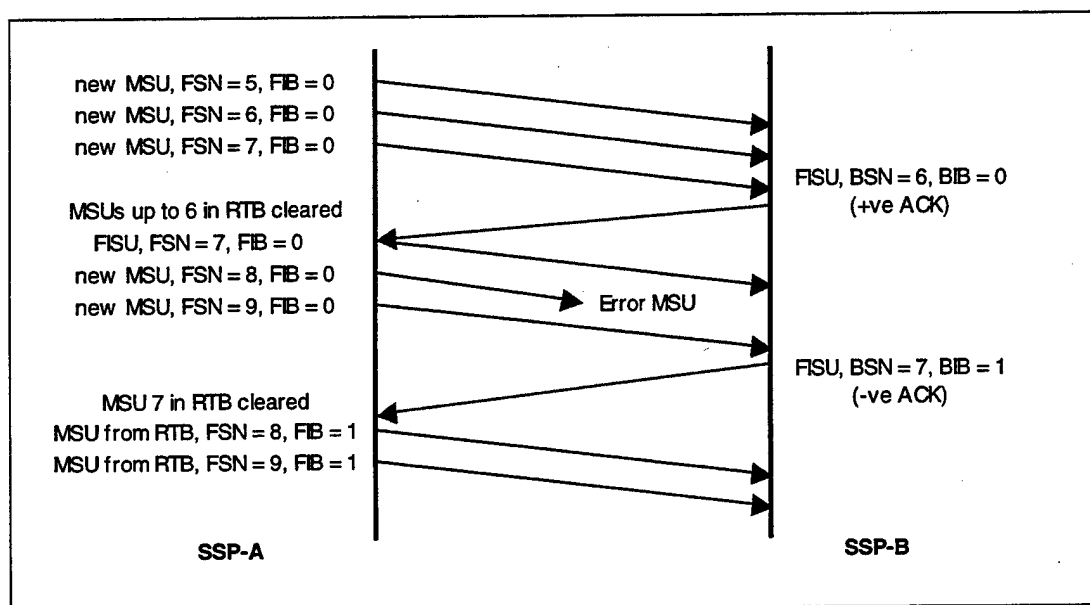 new MSU, FSN = 5, FIB = 0
new MSU, FSN = 6, FIB = 0
new MSU, FSN = 7, FIB = 0
FISU, BSN = 6, BIB = 0
(+ve ACK)
MSUs up to 6 in RTB cleared
FISU, FSN = 7, FIB = 0
new MSU, FSN = 8, FIB = 0
Error MSU
new MSU, FSN = 9, FIB = 0
FISU, BSN = 7, BIB = 1
(-ve ACK)
MSU 7 in RTB cleared
MSU from RTB, FSN = 8, FIB = 1
MSU from RTB, FSN = 9, FIB = 1
SSP-A
SSP-B